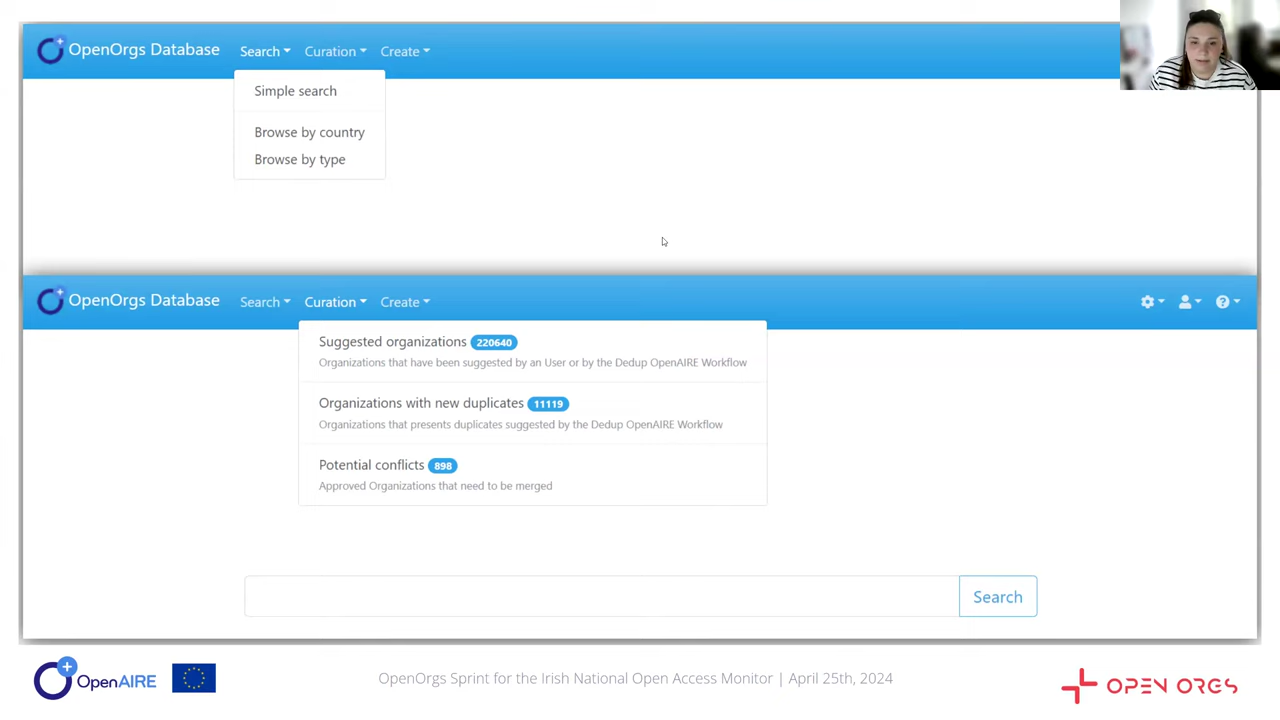 OpenOrgs Database Search Curation Create
Simple search
Browse by country
Browse by type
OpenOrgs Database Search Curation Create
Suggested organizations 220640
Organizations that have been suggested by an User or by the Dedup OpenAIRE Workflow
Organizations with new duplicates 11119
Organizations that presents duplicates suggested by the Dedup OpenAIRE Workflow
Potential conflicts 898
Approved Organizations that need to be merged
Search
OpenAIRE
OpenOrgs Sprint for the Irish National Open Access Monitor | April 25th, 2024
OPEN ORGS